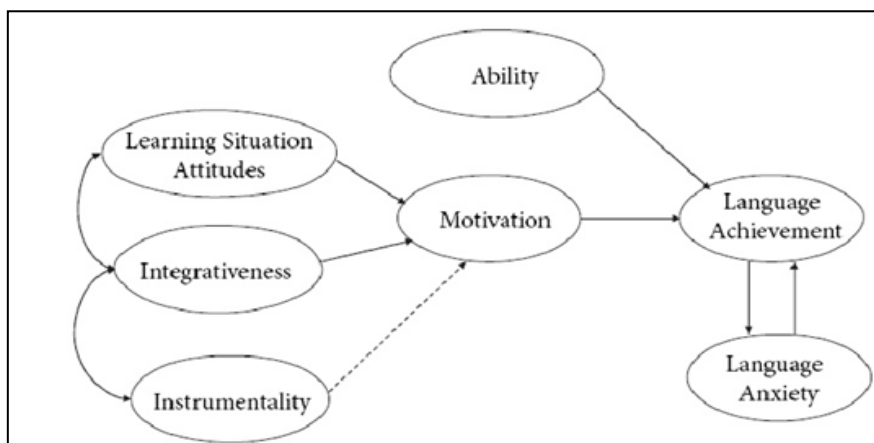 Ability
Learning Situation
Attitudes
Motivation
Language
Achievement
Integrativeness
Instrumentality
Language
Anxiety